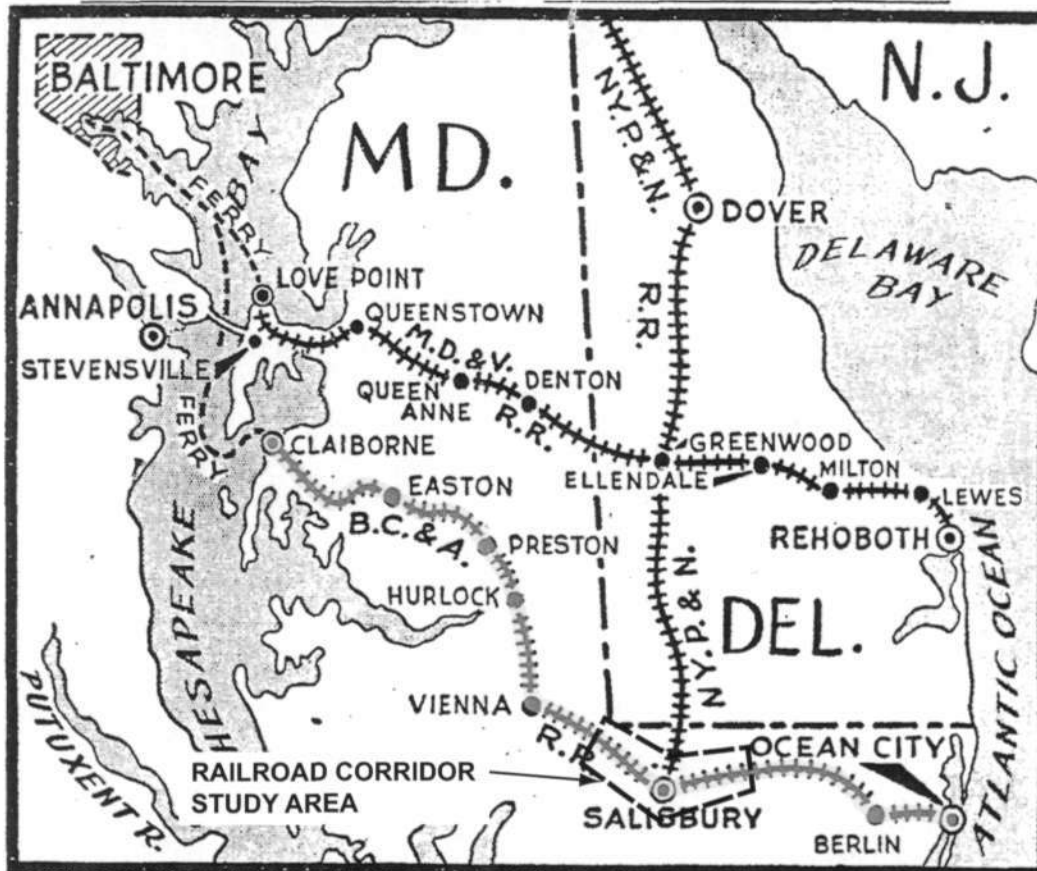 BALTIMORE
BAY
FERRY
MD.
N.J.
N.Y.P.&N.
R.R.
DOVER
DELAWARE
BAY
LOVE POINT
ANNAPOLIS
QUEENSTOWN
STEVENSVILLE
M.D.&V.
R.R.
QUEEN
ANNE
DENTON
FERRY
CLAIBORNE
GREENWOOD
ELLENDALE
MILTON
LEWES
EASTON
B.C.&A.
PRESTON
REHOBOTH
HURLOCK
DEL.
N.Y.P.&N.
HESAPEAKE
ATLANTIC OCEAN
VIENNA
R.R.
PUTUXENT R.
OCEAN CITY
RAILROAD CORRIDOR
STUDY AREA
SALISBURY
BERLIN